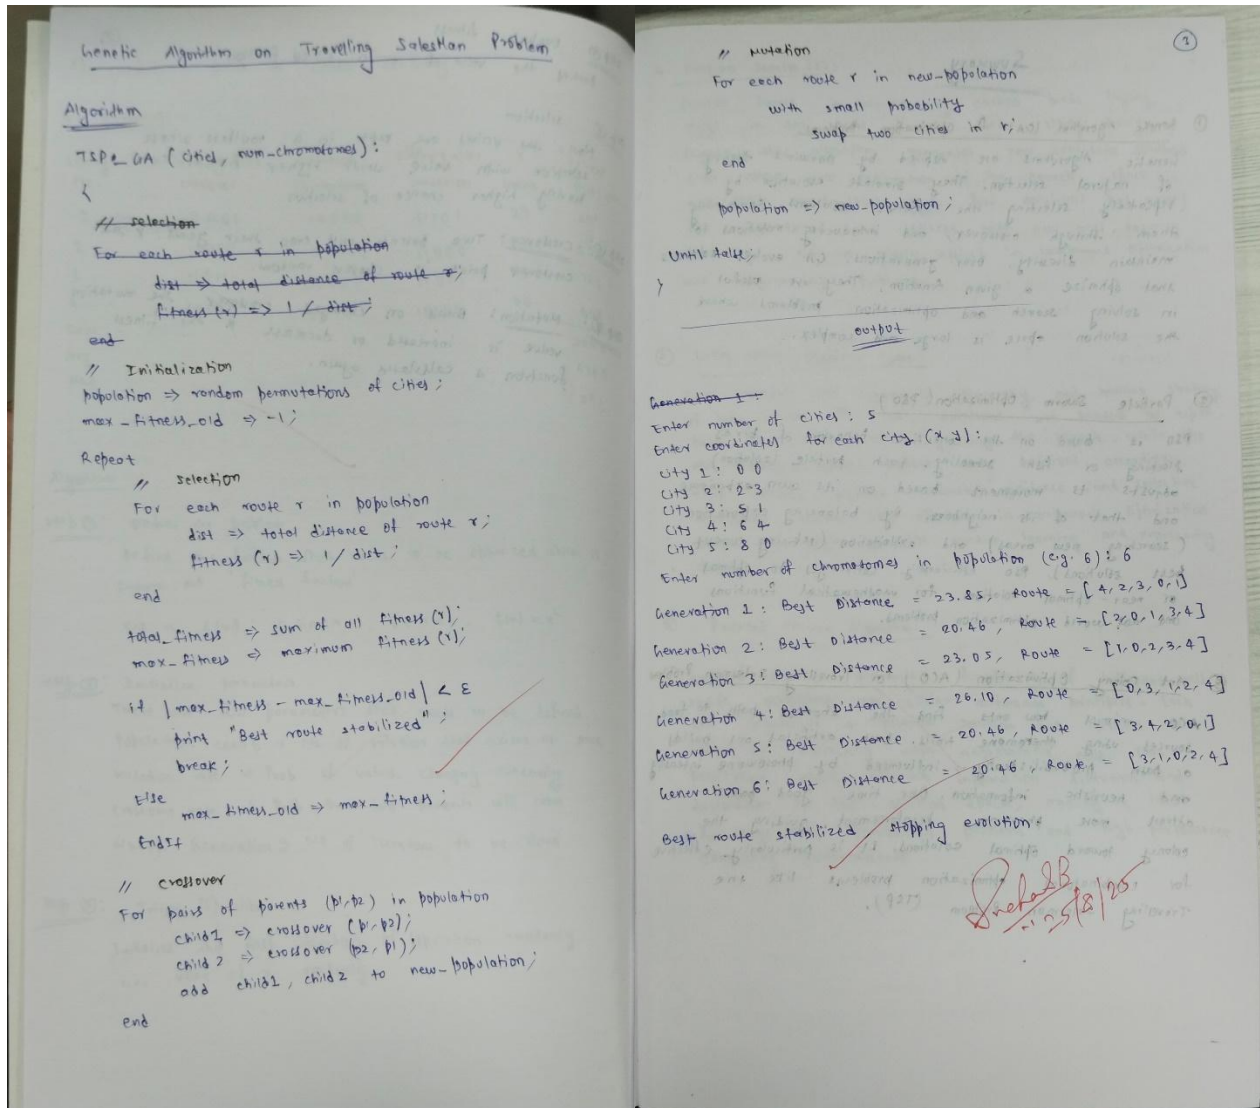 Genetic Algorithm on Travelling SalesMan Problem
Algorithm
TSP_GA (cities, num-chromotomes):
{
// selection
For each route r in population
dist => total distance of route r;
fitness (r) => 1 / dist;
end
// Initialization
population => random permutations of cities;
max_fitness_old => -1;
Repeat
// selection
For each route r in population
dist => total distance of route r;
fitness (r) => 1 / dist;
end
total_fitness => sum of all fitness (r);
max_fitness => maximum fitness (r);
if | max_fitness - max_fitness_old | < ε
print "Best route stabilized";
break;
Else
max_fitness_old => max_fitness;
EndIf
// crossover
For pairs of parents (p1,p2) in population
child1 => crossover (p1,p2);
child2 => crossover (p2,p1);
add child1, child2 to new-population;
end
// Mutation
For each route r in new-population
with small probability
swap two cities in r;
end
population => new-population;
Until false;
}
output
Generation 1:
Enter number of cities: 5
Enter coordinates for each city (x y):
City 1: 0 0
City 2: 2 3
City 3: 5 1
City 4: 6 4
City 5: 8 0
Enter number of chromotomes in population (e.g. 6): 6
Generation 1: Best Distance = 23.85, Route = [4,2,3,0,1]
Generation 2: Best Distance = 20.46, Route = [2,0,1,3,4]
Generation 3: Best Distance = 23.05, Route = [1,0,2,3,4]
Generation 4: Best Distance = 26.10, Route = [0,3,1,2,4]
Generation 5: Best Distance = 20.46, Route = [3,4,2,0,1]
Generation 6: Best Distance = 20.46, Route = [3,1,0,2,4]
Best route stabilized stopping evolution.